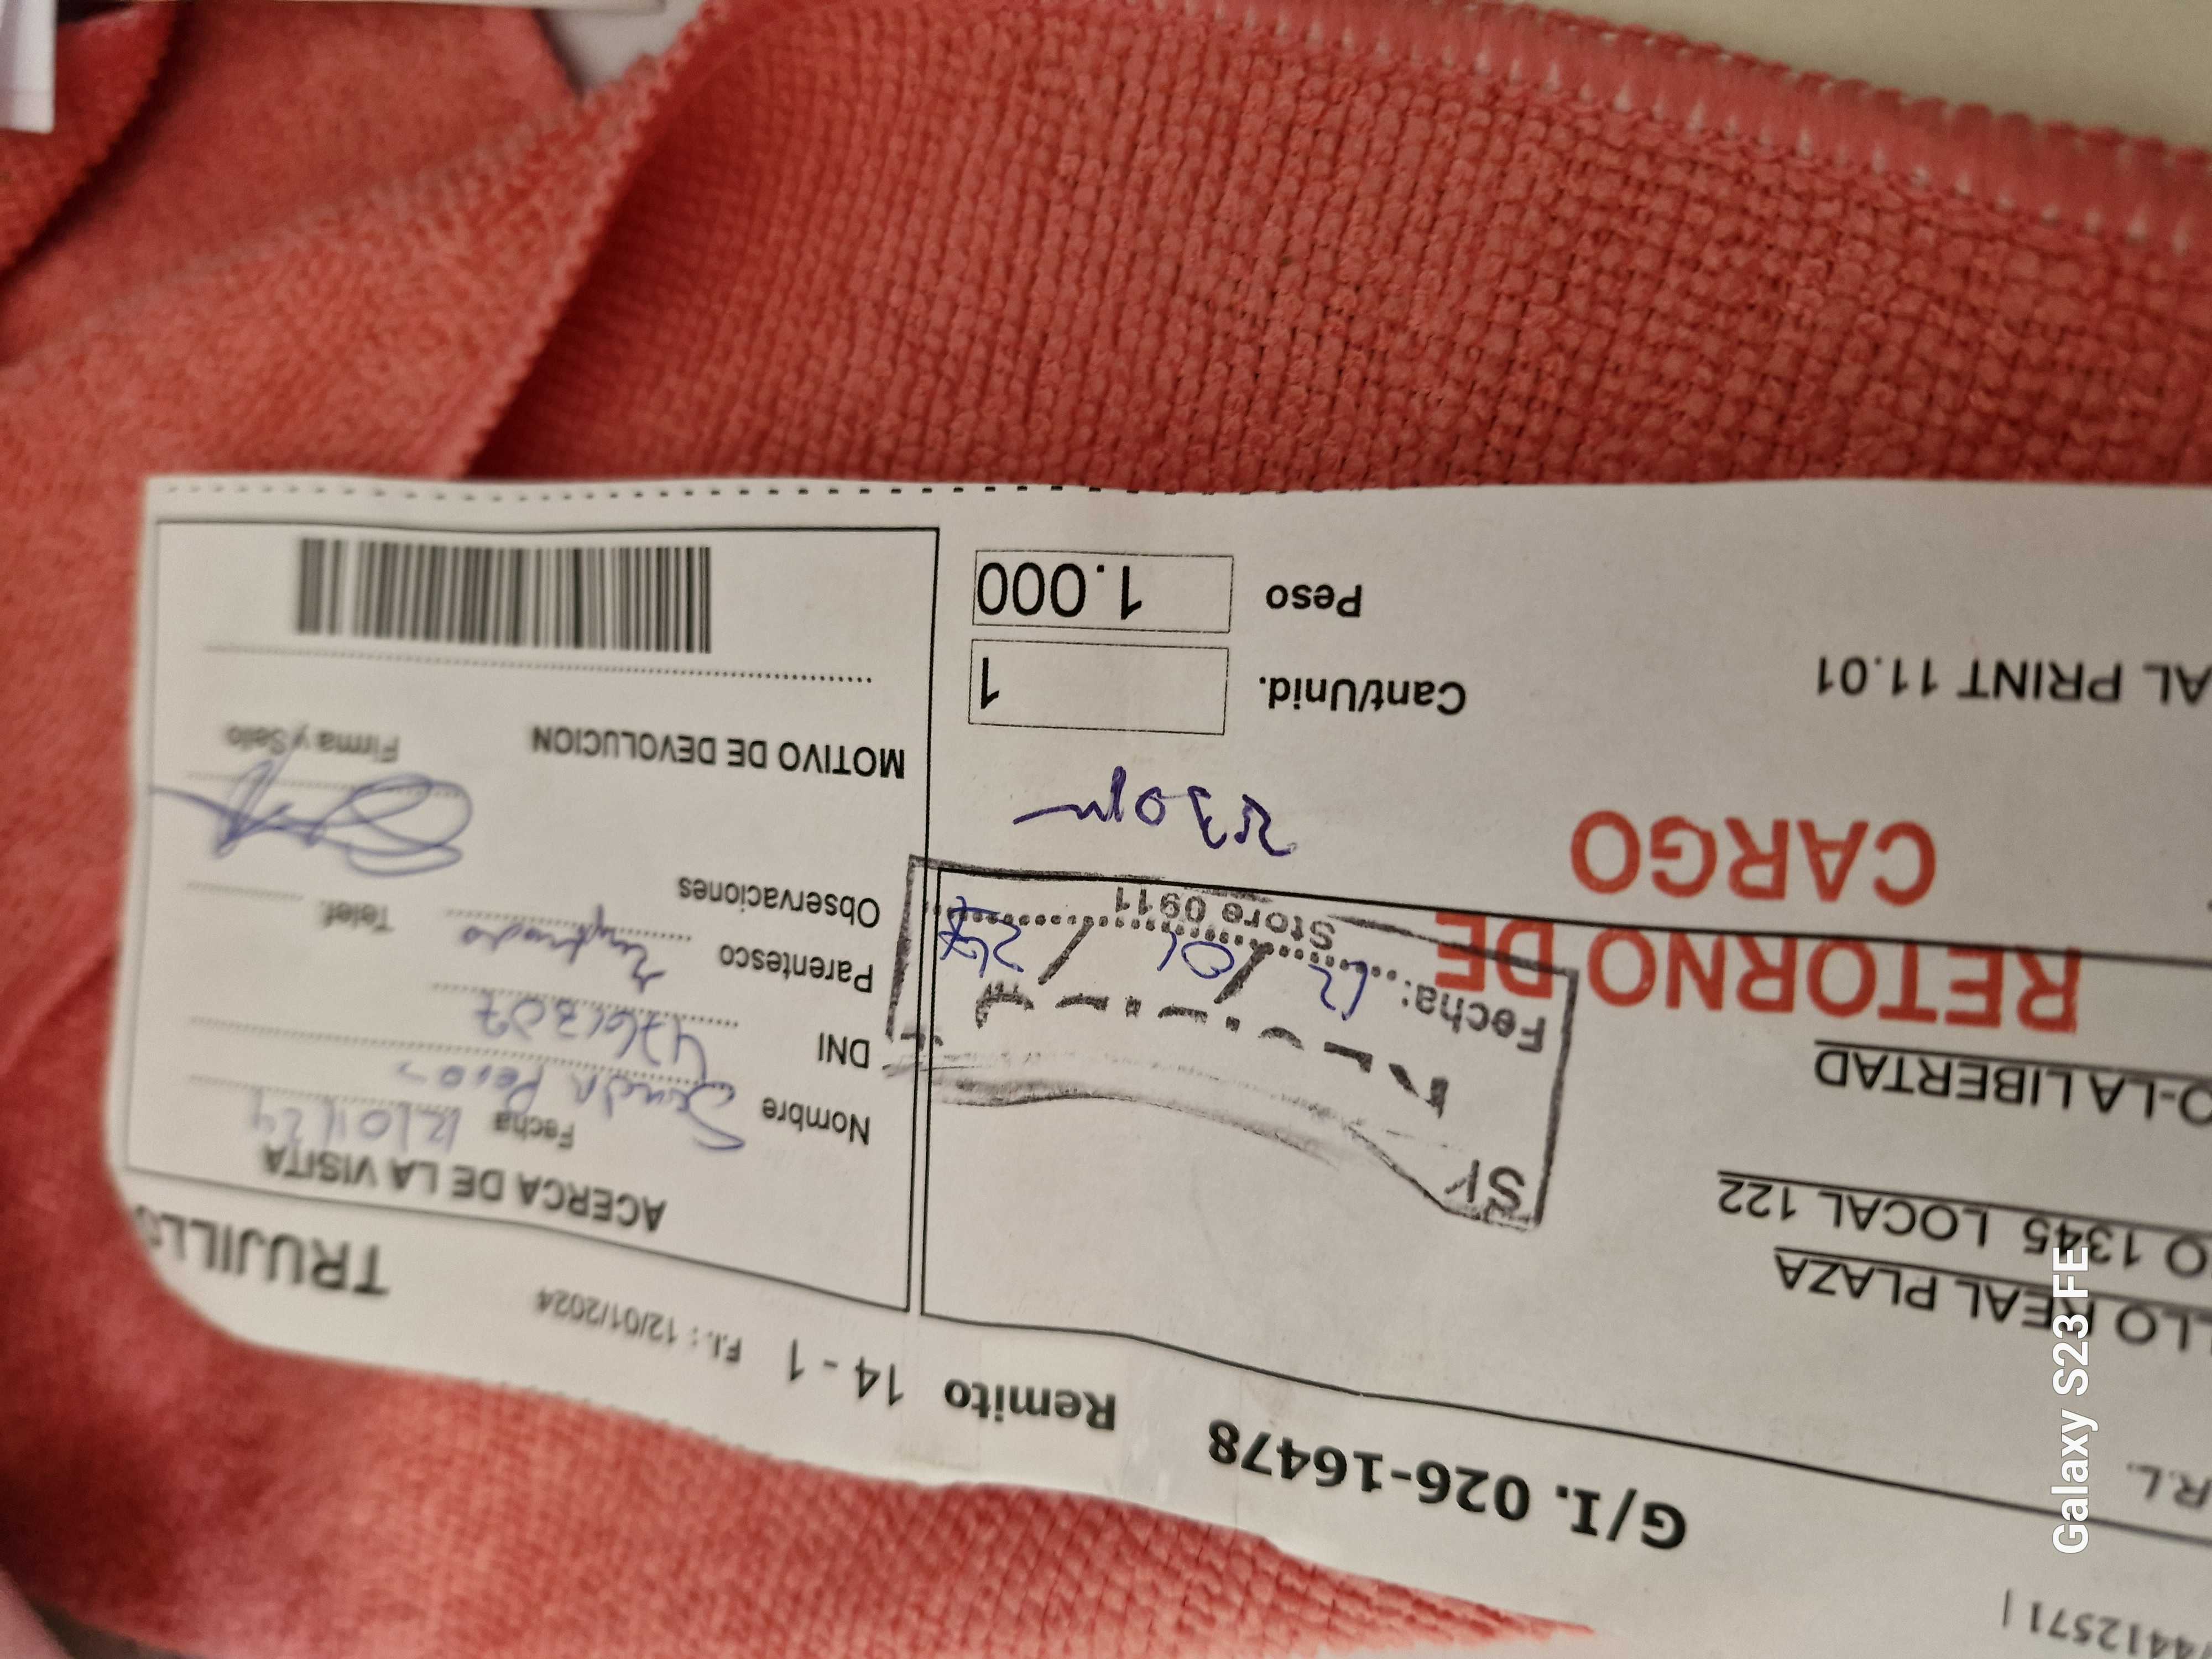 4412571 |
G/I. 026-16478
Remito 14 - 1 F.I. : 12/01/2024 TRUJILL
R.L.
LLO REAL PLAZA
O 1345 LOCAL 122
O-LA LIBERTAD
RETORNO DE
CARGO
AL PRINT 11.01
SY
Fecha: 12 / 01 / 24
Store 0911
Cant/Unid. 1
Peso 1.000
ACERCA DE LA VISITA
Fecha 12/01/24
Nombre
DNI
Parentesco
Telef.
Observaciones
Firma y Sello
MOTIVO DE DEVOLUCION
Galaxy S23 FE